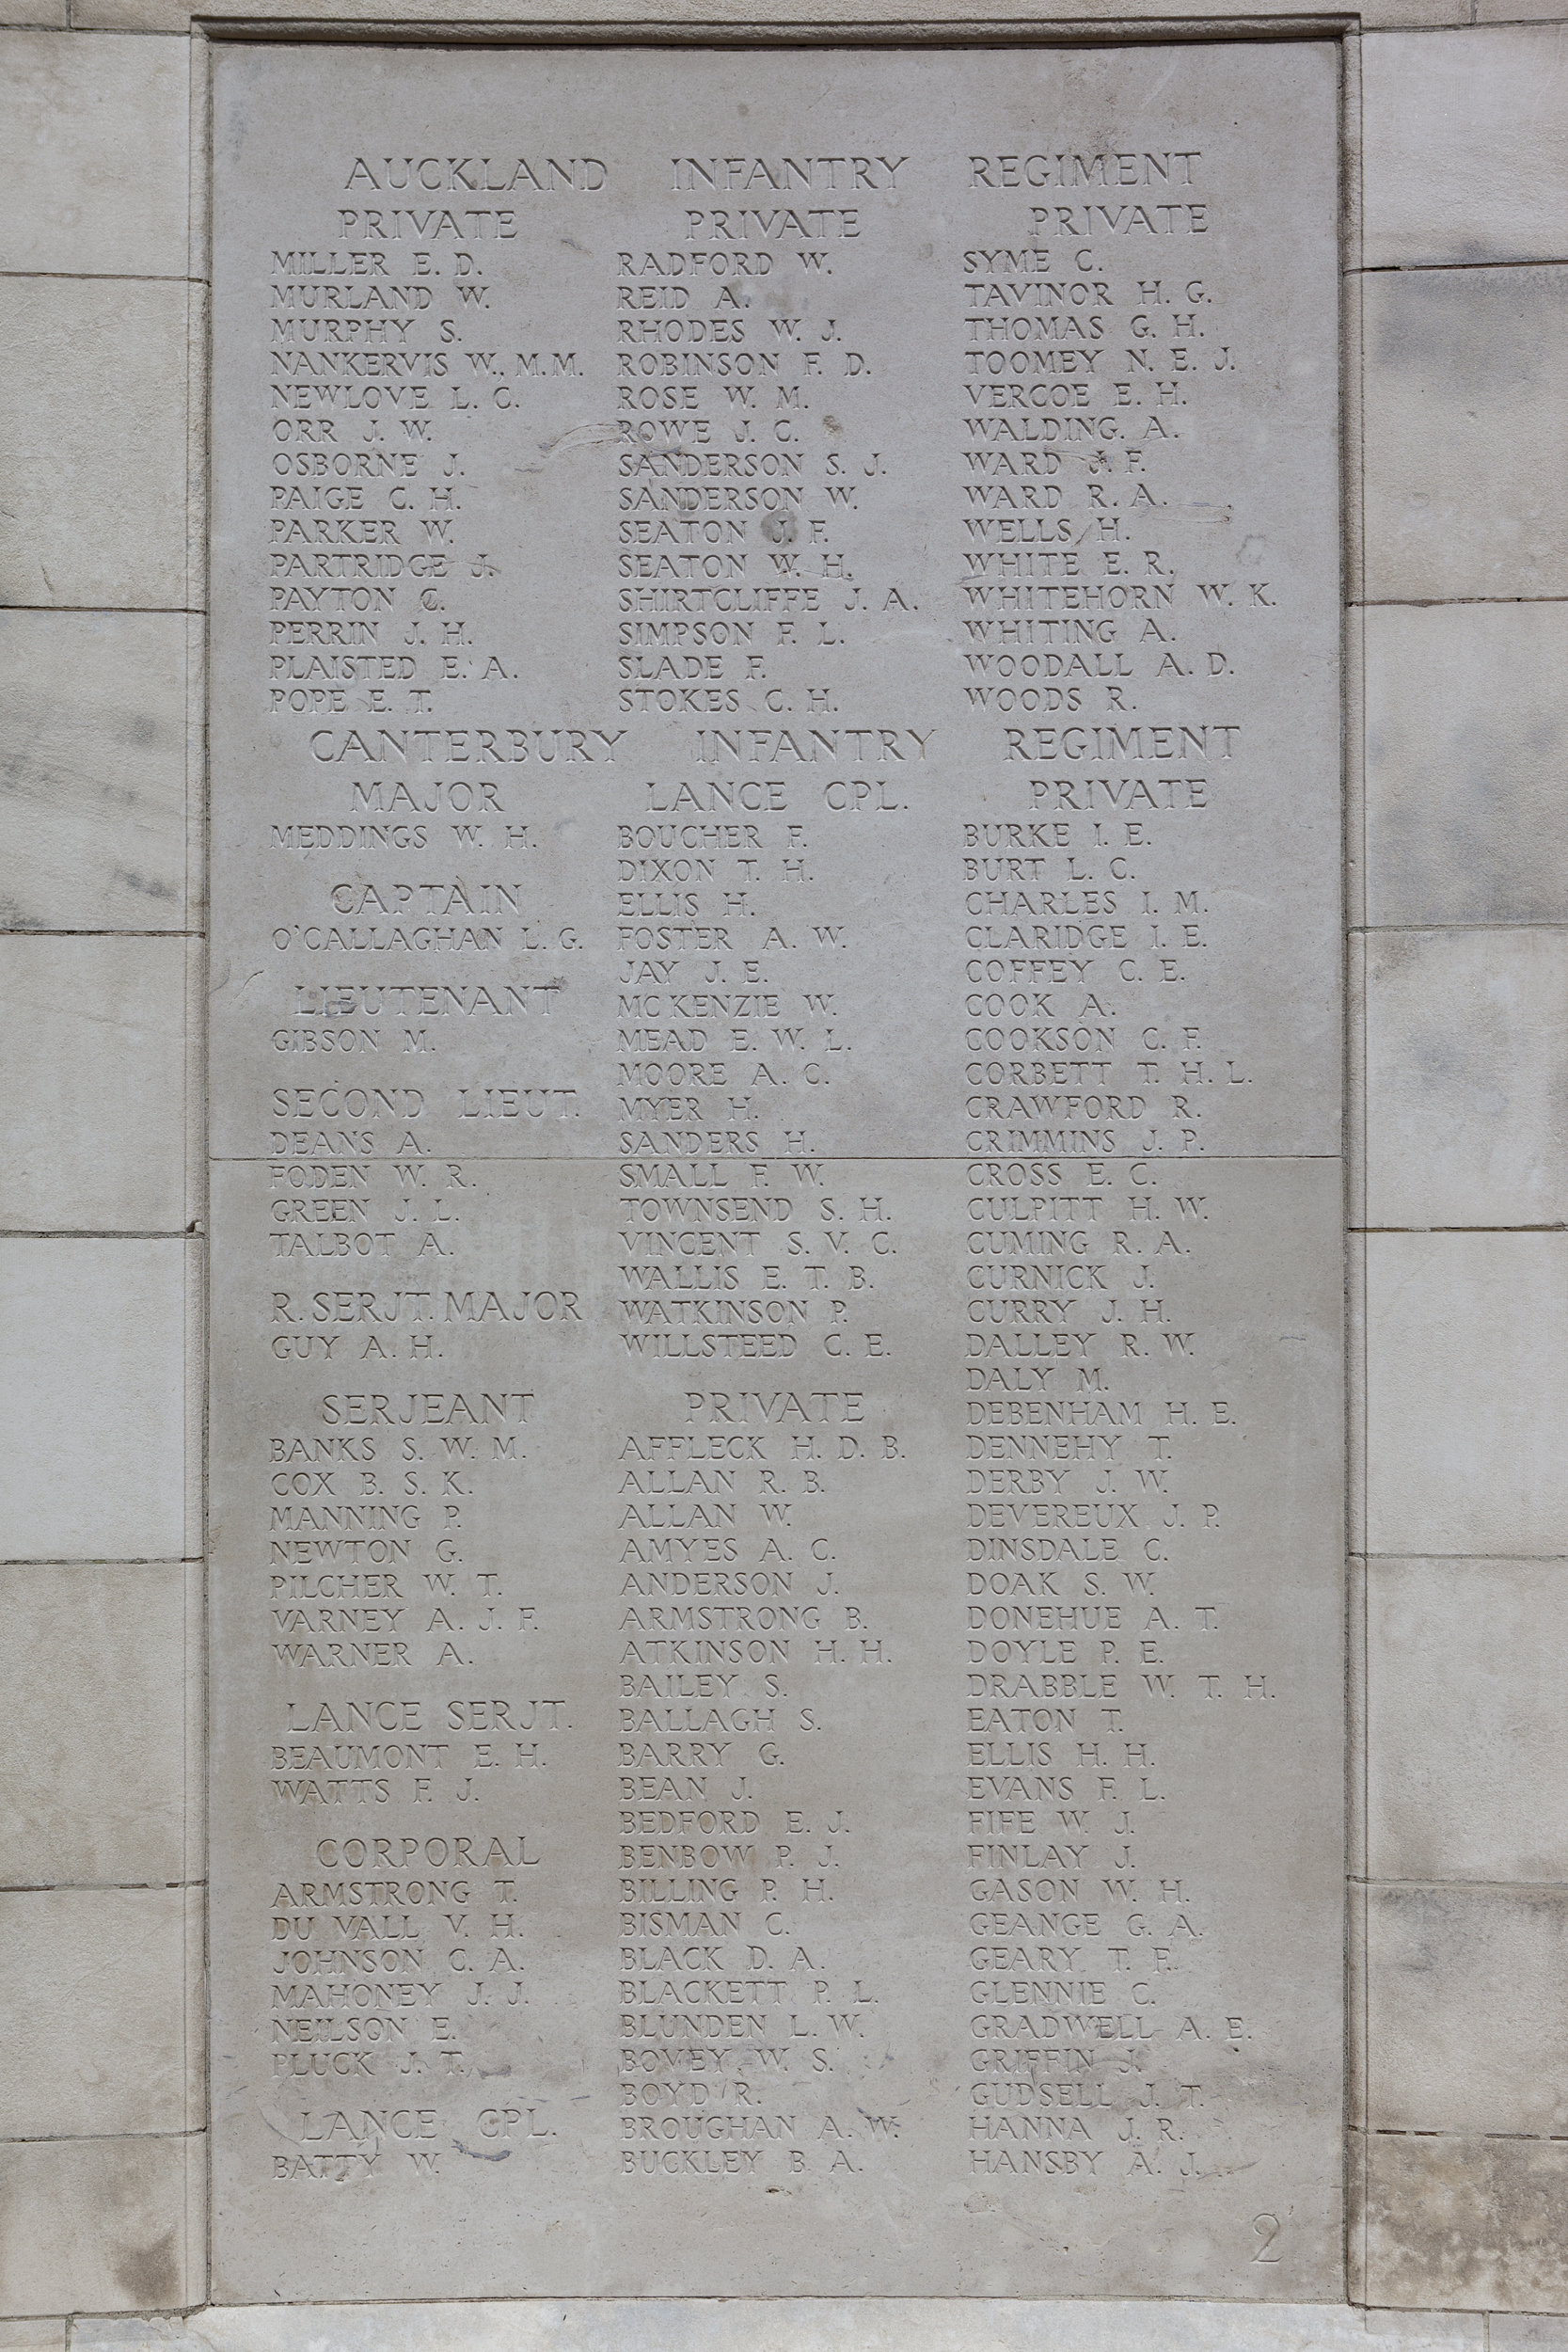 AUCKLAND INFANTRY REGIMENT
PRIVATE
MILLER E. D.
MURLAND W.
MURPHY S.
NANKERVIS W., M.M.
NEWLOVE L. C.
ORR J. W.
OSBORNE J.
PAIGE C. H.
PARKER W.
PARTRIDGE J.
PAYTON C.
PERRIN J. H.
PLAISTED E. A.
POPE E. T.
PRIVATE
RADFORD W.
REID A.
RHODES W. J.
ROBINSON F. D.
ROSE W. M.
ROWE J. C.
SANDERSON S. J.
SANDERSON W.
SEATON J. F.
SEATON W. H.
SHIRTCLIFFE J. A.
SIMPSON F. L.
SLADE F.
STOKES C. H.
PRIVATE
SYME C.
TAVINOR H. G.
THOMAS G. H.
TOOMEY N. E. J.
VERCOE E. H.
WALDING. A.
WARD J. F.
WARD R. A.
WELLS H.
WHITE E. R.
WHITEHORN W. K.
WHITING A.
WOODALL A. D.
WOODS R.
CANTERBURY INFANTRY REGIMENT
MAJOR
MEDDINGS W. H.
CAPTAIN
O'CALLAGHAN L. G.
LIEUTENANT
GIBSON M.
SECOND LIEUT.
DEANS A.
FODEN W. R.
GREEN J. L.
TALBOT A.
R. SERJT. MAJOR
GUY A. H.
SERJEANT
BANKS S. W. M.
COX B. S. K.
MANNING P.
NEWTON G.
PILCHER W. T.
VARNEY A. J. F.
WARNER A.
LANCE SERJT.
BEAUMONT E. H.
WATTS F. J.
CORPORAL
ARMSTRONG T.
DU VALL V. H.
JOHNSON C. A.
MAHONEY J. J.
NEILSON E.
PLUCK J. T.
LANCE CPL.
BATTY W.
LANCE CPL.
BOUCHER F.
DIXON T. H.
ELLIS H.
FOSTER A. W.
JAY J. E.
MCKENZIE W.
MEAD E. W. L.
MOORE A. C.
MYER H.
SANDERS H.
SMALL F. W.
TOWNSEND S. H.
VINCENT S. V. C.
WALLIS E. T. B.
WATKINSON P.
WILLSTEED C. E.
PRIVATE
AFFLECK H. D. B.
ALLAN R. B.
ALLAN W.
AMYES A. C.
ANDERSON J.
ARMSTRONG B.
ATKINSON H. H.
BAILEY S.
BALLAGH S.
BARRY G.
BEAN J.
BEDFORD E. J.
BENBOW P. J.
BILLING P. H.
BISMAN C.
BLACK D. A.
BLACKETT P. L.
BLUNDEN L. W.
BOVEY W. S.
BOYD R.
BROUGHAN A. W.
BUCKLEY B. A.
PRIVATE
BURKE I. E.
BURT L. C.
CHARLES I. M.
CLARIDGE I. E.
COFFEY C. E.
COOK A.
COOKSON C. F.
CORBETT T. H. L.
CRAWFORD R.
CRIMMINS J. P.
CROSS E. C.
CULPITT H. W.
CUMING R. A.
CURNICK J.
CURRY J. H.
DALLEY R. W.
DALY M.
DEBENHAM H. E.
DENNEHY T.
DERBY J. W.
DEVEREUX J. P.
DINSDALE C.
DOAK S. W.
DONEHUE A. T.
DOYLE P. E.
DRABBLE W. T. H.
EATON T.
ELLIS H. H.
EVANS F. L.
FIFE W. J.
FINLAY J.
GASON W. H.
GEANGE G. A.
GEARY T. F.
GLENNIE C.
GRADWELL A. E.
GRIFFIN J.
GUDSELL J. T.
HANNA J. R.
HANSBY A. J.
2